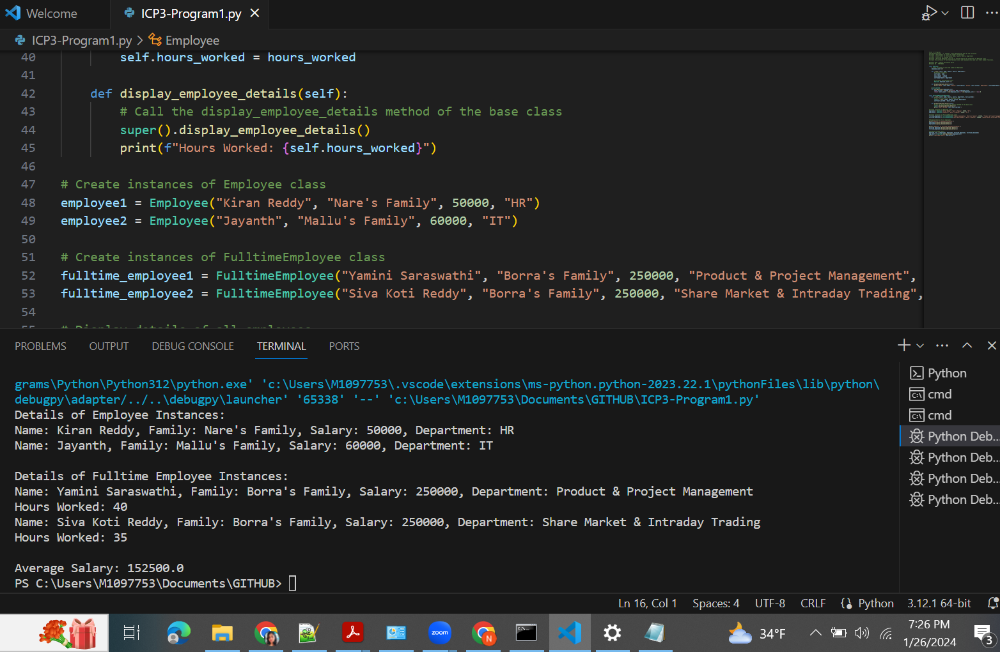 Welcome
ICP3-Program1.py
ICP3-Program1.py > Employee
40 self.hours_worked = hours_worked
41
42 def display_employee_details(self):
43 # Call the display_employee_details method of the base class
44 super().display_employee_details()
45 print(f"Hours Worked: {self.hours_worked}")
46
47 # Create instances of Employee class
48 employee1 = Employee("Kiran Reddy", "Nare's Family", 50000, "HR")
49 employee2 = Employee("Jayanth", "Mallu's Family", 60000, "IT")
50
51 # Create instances of FulltimeEmployee class
52 fulltime_employee1 = FulltimeEmployee("Yamini Saraswathi", "Borra's Family", 250000, "Product & Project Management",
53 fulltime_employee2 = FulltimeEmployee("Siva Koti Reddy", "Borra's Family", 250000, "Share Market & Intraday Trading",
54
55 # Display details of all employees
PROBLEMS OUTPUT DEBUG CONSOLE TERMINAL PORTS
grams\Python\Python312\python.exe' 'c:\Users\M1097753\.vscode\extensions\ms-python.python-2023.22.1\pythonFiles\lib\python\
debugpy\adapter/../..\debugpy\launcher' '65338' '--' 'c:\Users\M1097753\Documents\GITHUB\ICP3-Program1.py'
Details of Employee Instances:
Name: Kiran Reddy, Family: Nare's Family, Salary: 50000, Department: HR
Name: Jayanth, Family: Mallu's Family, Salary: 60000, Department: IT
Details of Fulltime Employee Instances:
Name: Yamini Saraswathi, Family: Borra's Family, Salary: 250000, Department: Product & Project Management
Hours Worked: 40
Name: Siva Koti Reddy, Family: Borra's Family, Salary: 250000, Department: Share Market & Intraday Trading
Hours Worked: 35
Average Salary: 152500.0
PS C:\Users\M1097753\Documents\GITHUB>
Python
cmd
cmd
Python Deb...
Python Deb...
Python Deb...
Python Deb...
Ln 16, Col 1 Spaces: 4 UTF-8 CRLF {} Python 3.12.1 64-bit
zoom
N
34°F
7:26 PM
1/26/2024
3